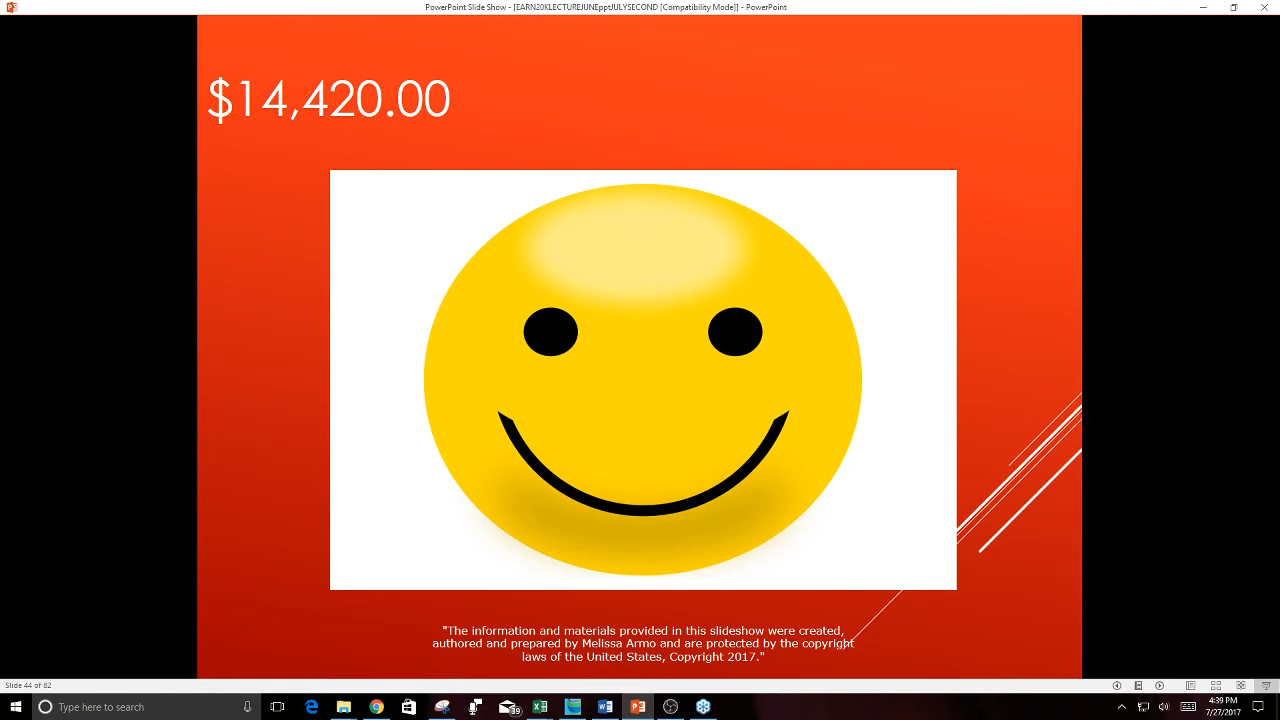 PowerPoint Slide Show - [EARN20KLECTUREJUNEpptJULYSECOND [Compatibility Mode]] - PowerPoint
$14,420.00
"The information and materials provided in this slideshow were created,
authored and prepared by Melissa Armo and are protected by the copyright
laws of the United States, Copyright 2017."
Slide 44 of 82
Type here to search
4:39 PM
7/27/2017